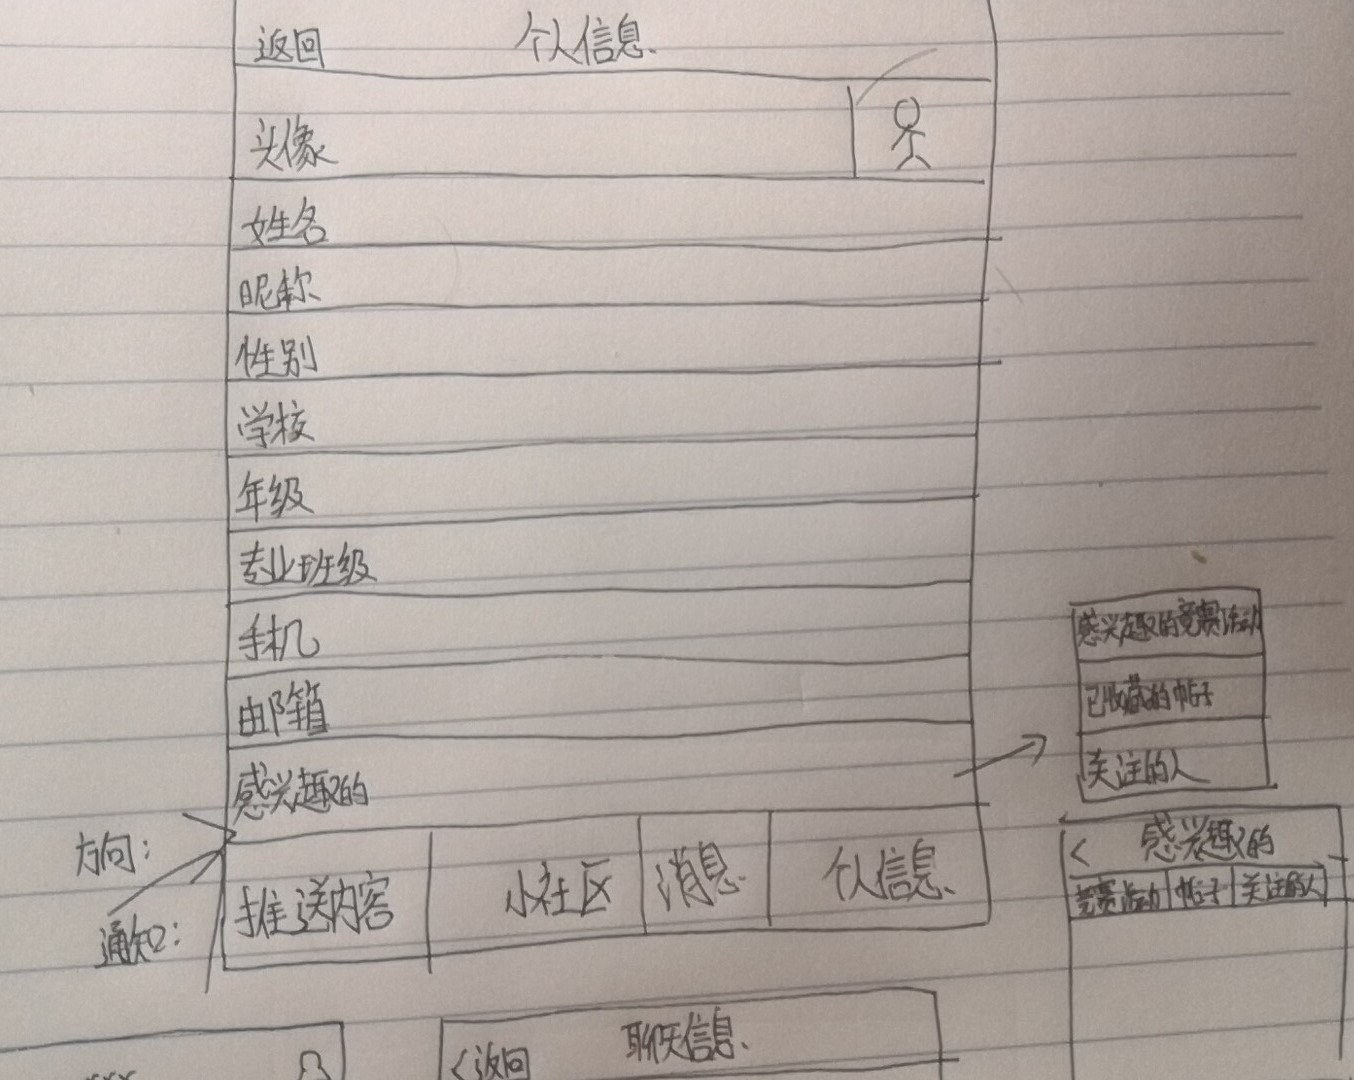 返回 个人信息
头像
姓名
昵称
性别
学校
年级
专业班级
手机
邮箱
感兴趣的
方向：
通知：
推送内容 小社区 消息 个人信息
感兴趣的竞赛活动
已收藏的帖子
关注的人
< 感兴趣的
竞赛活动 帖子 关注的人
<返回 聊天信息